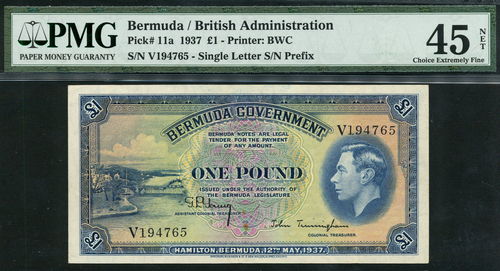 PMG
PAPER MONEY GUARANTY
Bermuda / British Administration
Pick# 11a 1937 £1 - Printer: BWC
S/N V194765 - Single Letter S/N Prefix
45 NET
Choice Extremely Fine
£1
£1
BERMUDA GOVERNMENT
BERMUDA NOTES ARE LEGAL
TENDER FOR THE PAYMENT
OF ANY AMOUNT.
V194765
ONE POUND
ISSUED UNDER THE AUTHORITY OF
THE BERMUDA LEGISLATURE
ASSISTANT COLONIAL TREASURER.
COLONIAL TREASURER.
V194765
£1
£1
HAMILTON, BERMUDA, 12TH MAY, 1937.